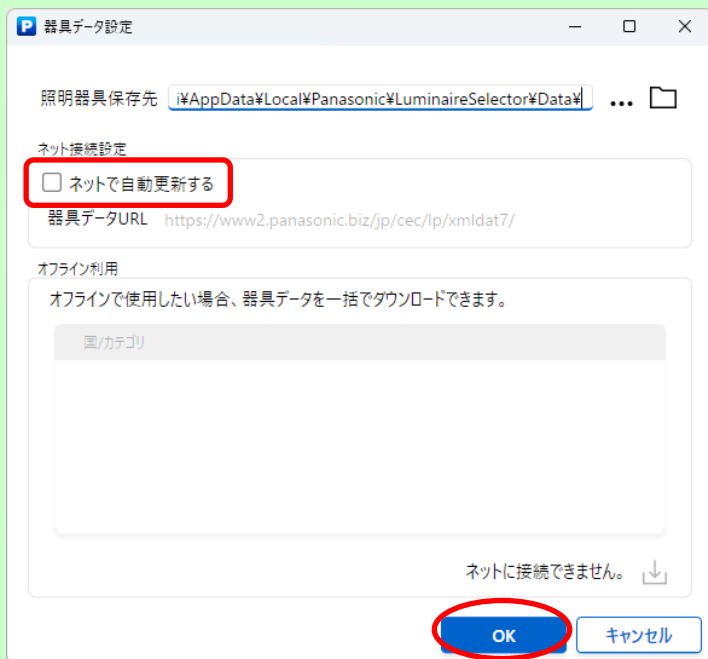 P 器具データ設定
照明器具保存先 i¥AppData¥Local¥Panasonic¥LuminaireSelector¥Data¥ ...
ネット接続設定
ネットで自動更新する
器具データURL https://www2.panasonic.biz/jp/cec/lp/xmldat7/
オフライン利用
オフラインで使用したい場合、器具データを一括でダウンロードできます。
国/カテゴリ
ネットに接続できません。
OK キャンセル